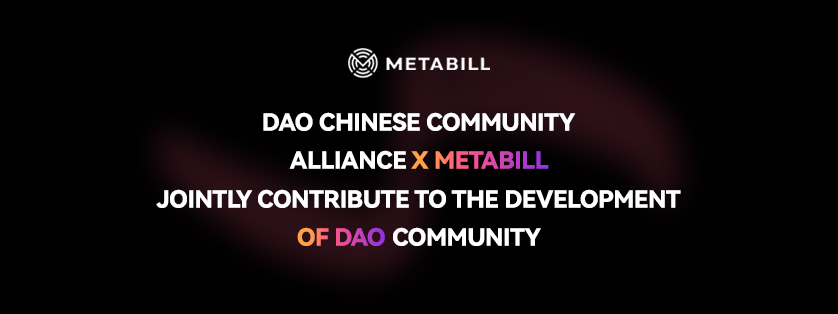 METABILL
DAO CHINESE COMMUNITY
ALLIANCE X METABILL
JOINTLY CONTRIBUTE TO THE DEVELOPMENT
OF DAO COMMUNITY